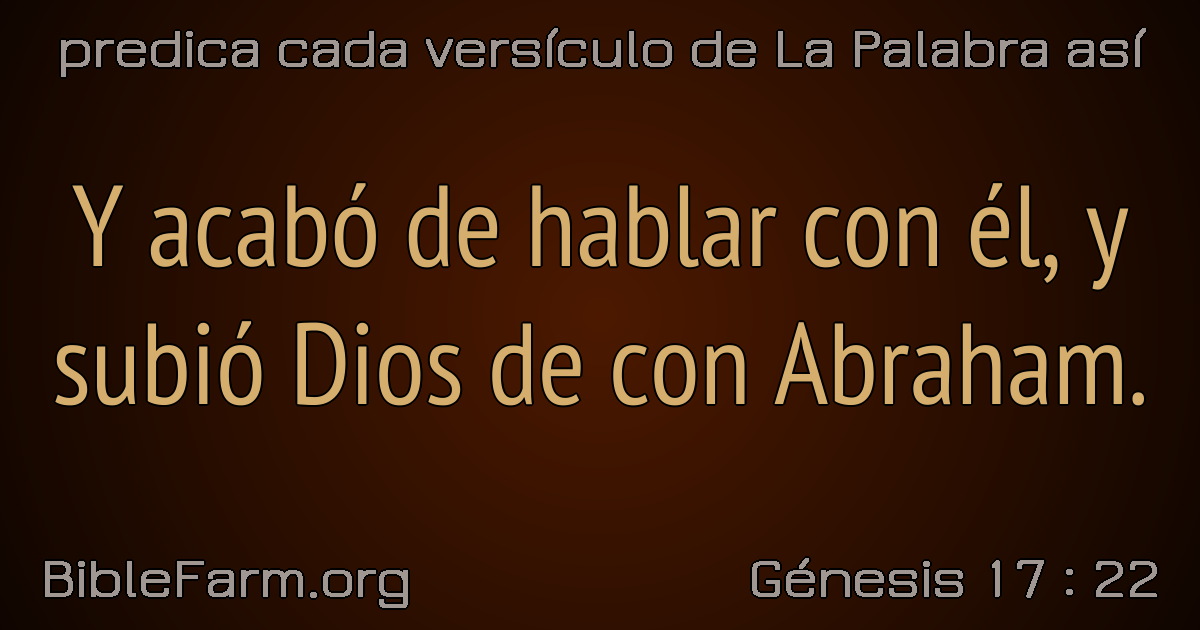 predica cada versículo de La Palabra así
Y acabó de hablar con él, y
subió Dios de con Abraham.
BibleFarm.org
Génesis 17 : 22